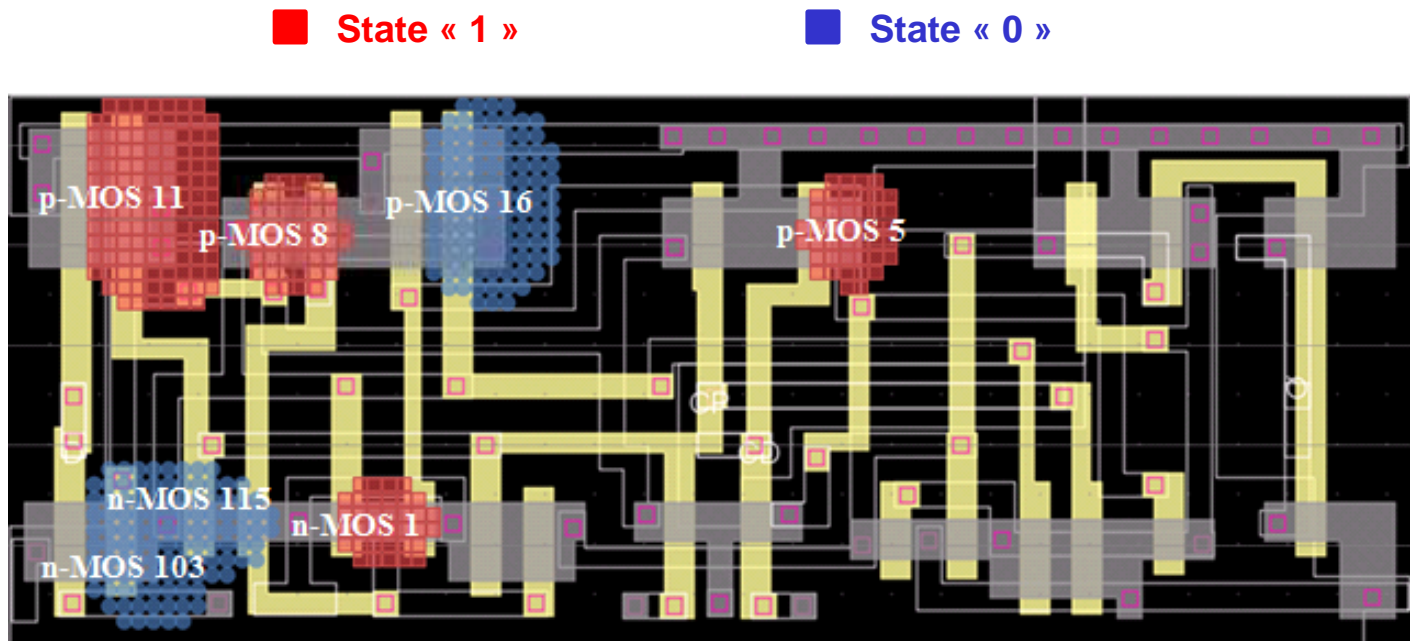 State « 1 »
State « 0 »
p-MOS 11
p-MOS 16
p-MOS 8
p-MOS 5
CP
CD
O
n-MOS 115
n-MOS 1
n-MOS 103